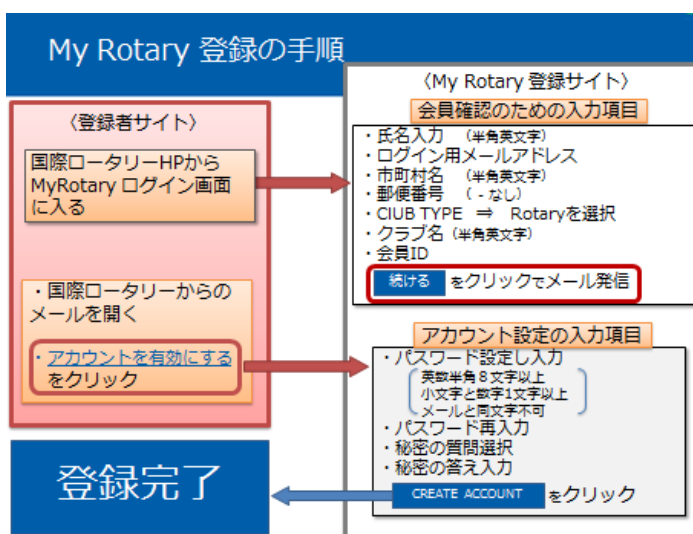 My Rotary 登録の手順
〈登録者サイト〉
国際ロータリーHPから
MyRotary ログイン画面
に入る
・国際ロータリーからの
メールを開く
・アカウントを有効にする
をクリック
登録完了
〈My Rotary 登録サイト〉
会員確認のための入力項目
・氏名入力 (半角英文字)
・ログイン用メールアドレス
・市町村名 (半角英文字)
・郵便番号 ( - なし)
・CIUB TYPE ⇒ Rotaryを選択
・クラブ名 (半角英文字)
・会員ID
続ける をクリックでメール発信
アカウント設定の入力項目
・パスワード設定し入力
英数半角8文字以上
小文字と数字1文字以上
メールと同文字不可
・パスワード再入力
・秘密の質問選択
・秘密の答え入力
CREATE ACCOUNT をクリック